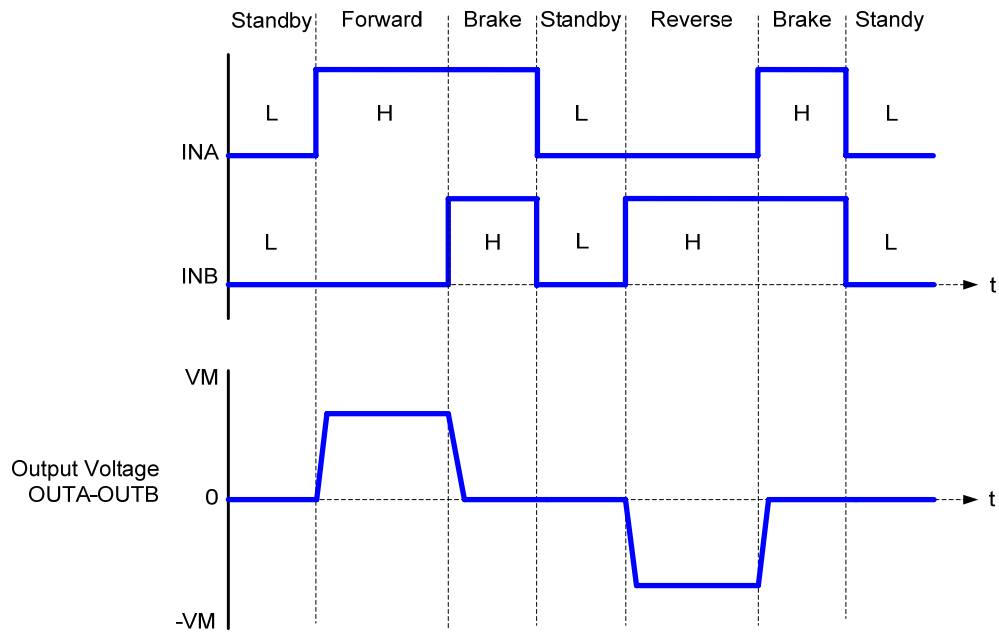 Standby Forward Brake Standby Reverse Brake Standy
L H L H L
INA
L H L H L
INB
t
VM
Output Voltage
OUTA-OUTB
0
t
-VM